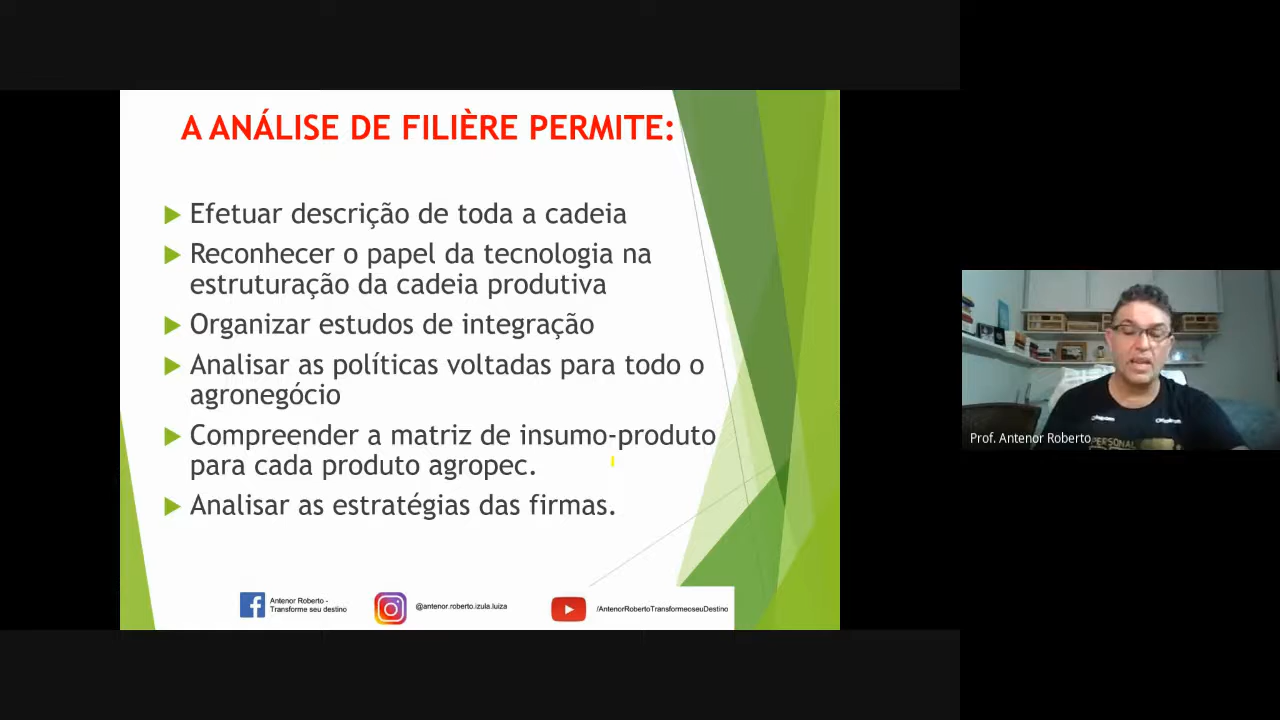 A ANÁLISE DE FILIÈRE PERMITE:
Efetuar descrição de toda a cadeia
Reconhecer o papel da tecnologia na
estruturação da cadeia produtiva
Organizar estudos de integração
Analisar as políticas voltadas para todo o
agronegócio
Compreender a matriz de insumo-produto
para cada produto agropec.
Analisar as estratégias das firmas.
Antenor Roberto -
Transforme seu destino
@antenor.roberto.izula.luiza
/AntenorRobertoTransformeoseuDestino
Prof. Antenor Roberto
PERSONAL